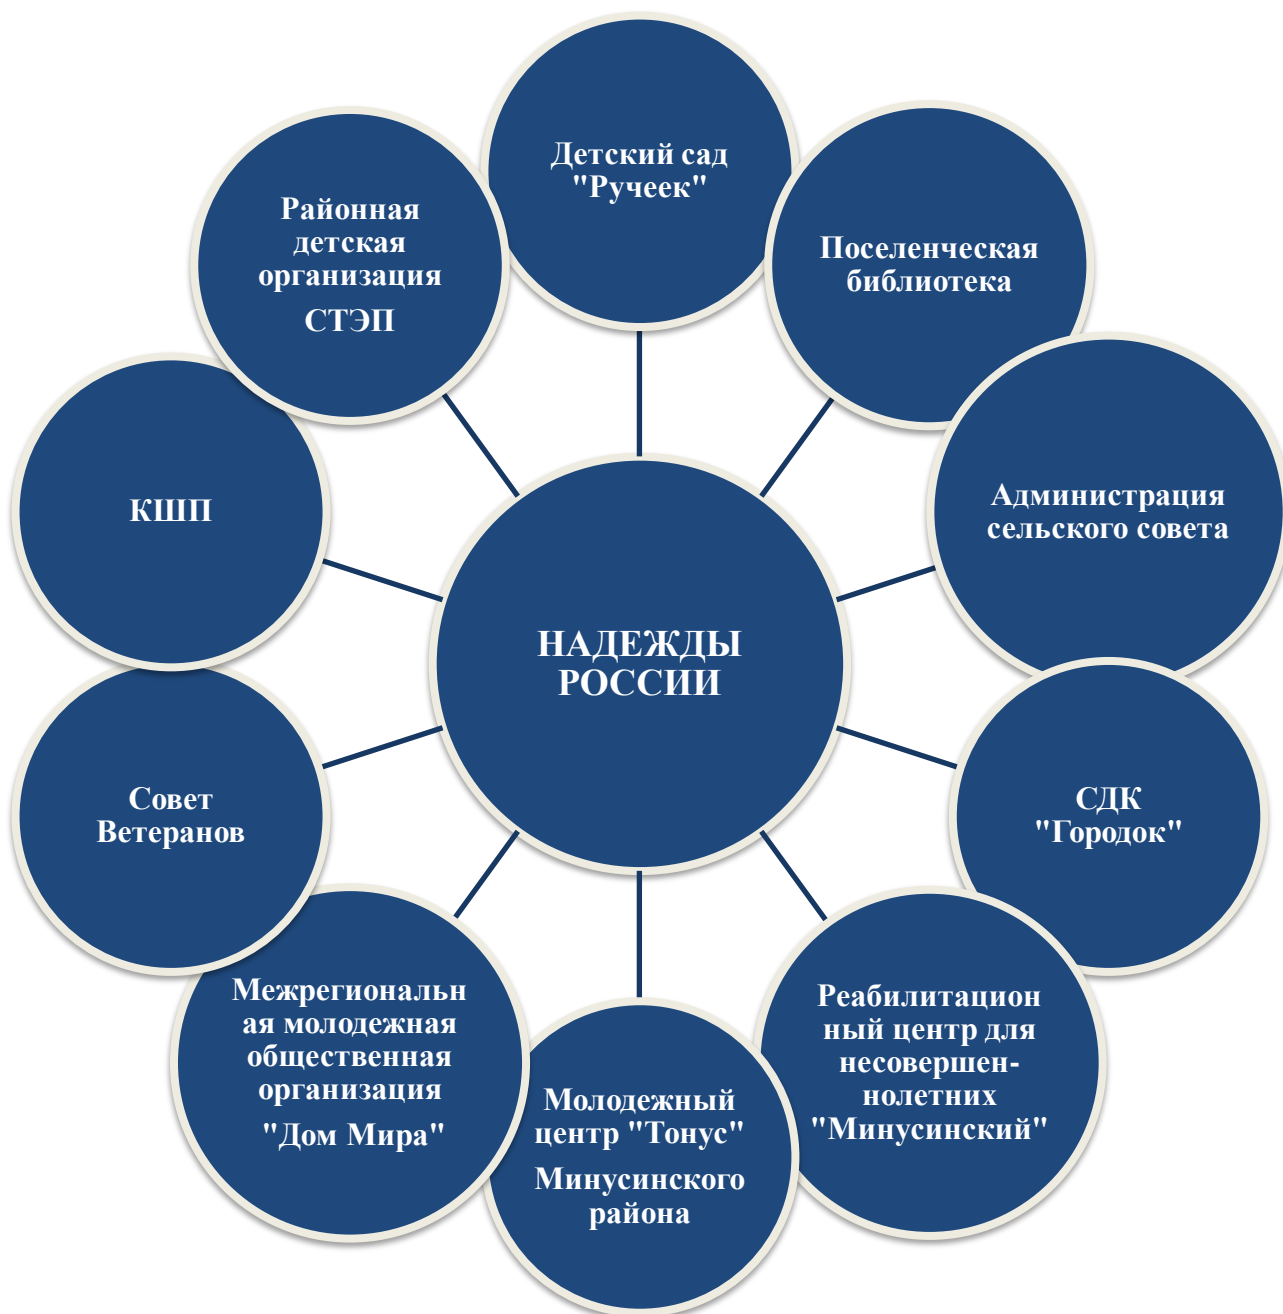 Детский сад
"Ручеек"
Поселенческая
библиотека
Администрация
сельского совета
СДК
"Городок"
Реабилитацион
ный центр для
несовершен-
нолетних
"Минусинский"
Молодежный
центр "Тонус"
Минусинского
района
Межрегиональн
ая молодежная
общественная
организация
"Дом Мира"
Совет
Ветеранов
КШП
Районная
детская
организация
СТЭП
НАДЕЖДЫ
РОССИИ